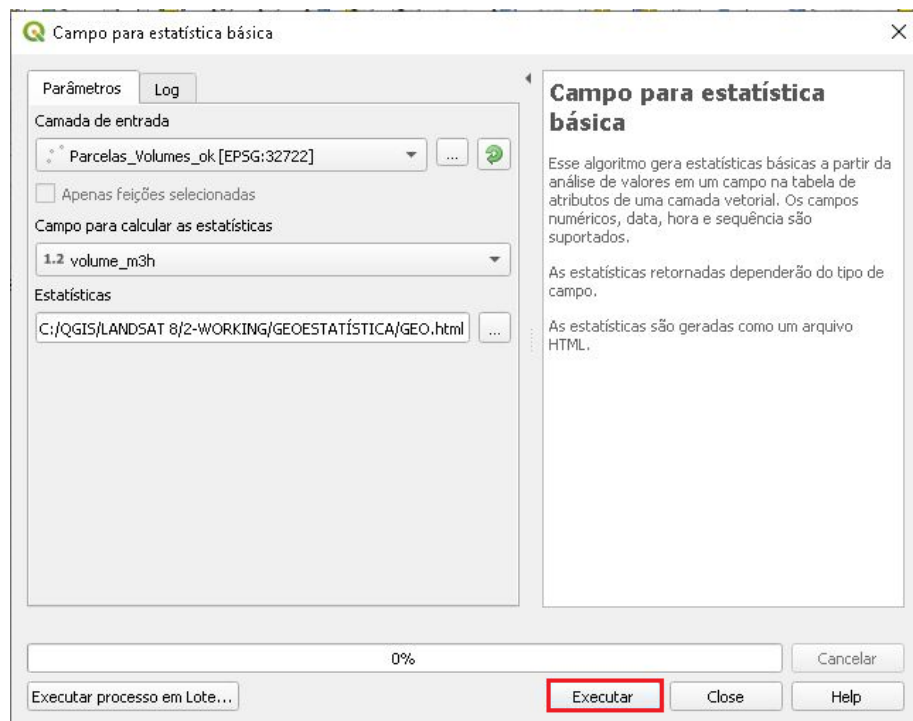 Campo para estatística básica
Parâmetros
Log
Camada de entrada
Parcelas_Volumes_ok [EPSG:32722]
...
Apenas feições selecionadas
Campo para calcular as estatísticas
1.2 volume_m3h
Estatísticas
C:/QGIS/LANDSAT 8/2-WORKING/GEOESTATÍSTICA/GEO.html
...
Campo para estatística
básica
Esse algoritmo gera estatísticas básicas a partir da
análise de valores em um campo na tabela de
atributos de uma camada vetorial. Os campos
numéricos, data, hora e sequência são
suportados.
As estatísticas retornadas dependerão do tipo de
campo.
As estatísticas são geradas como um arquivo
HTML.
0%
Cancelar
Executar processo em Lote...
Executar
Close
Help